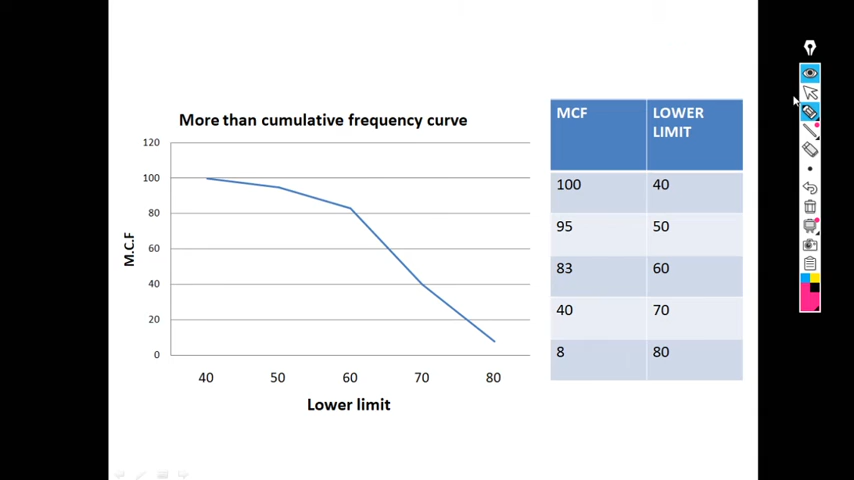 More than cumulative frequency curve
120
100
80
60
40
20
0
M.C.F
40 50 60 70 80
Lower limit
MCF LOWER
LIMIT
100 40
95 50
83 60
40 70
8 80